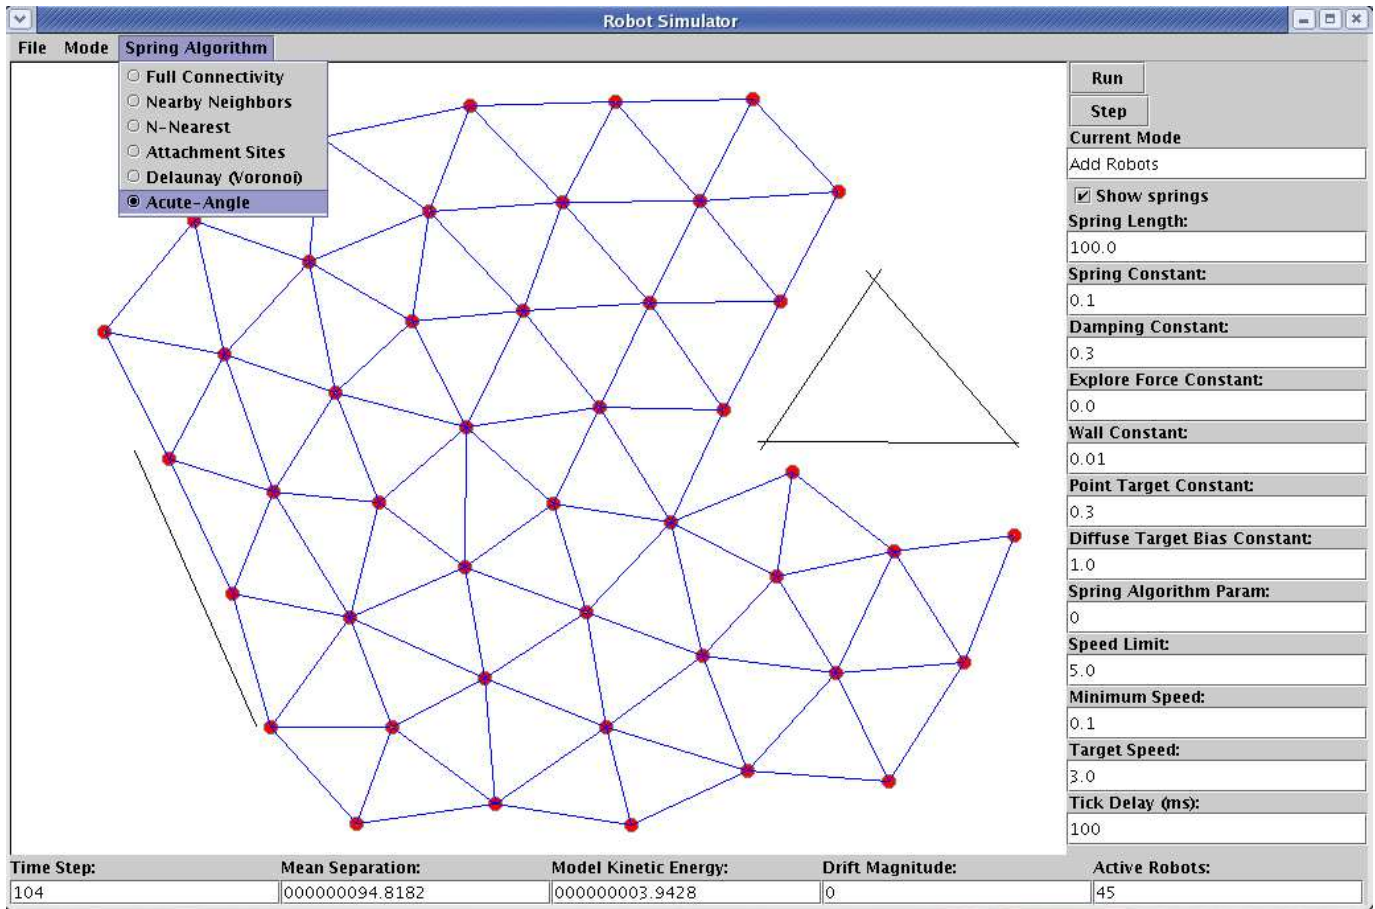 Robot Simulator
File Mode Spring Algorithm
Full Connectivity
Nearby Neighbors
N-Nearest
Attachment Sites
Delaunay (Voronoi)
Acute-Angle
Run
Step
Current Mode
Add Robots
Show springs
Spring Length:
100.0
Spring Constant:
0.1
Damping Constant:
0.3
Explore Force Constant:
0.0
Wall Constant:
0.01
Point Target Constant:
0.3
Diffuse Target Bias Constant:
1.0
Spring Algorithm Param:
0
Speed Limit:
5.0
Minimum Speed:
0.1
Target Speed:
3.0
Tick Delay (ms):
100
Time Step: Mean Separation: Model Kinetic Energy: Drift Magnitude: Active Robots:
104 000000094.8182 000000003.9428 0 45